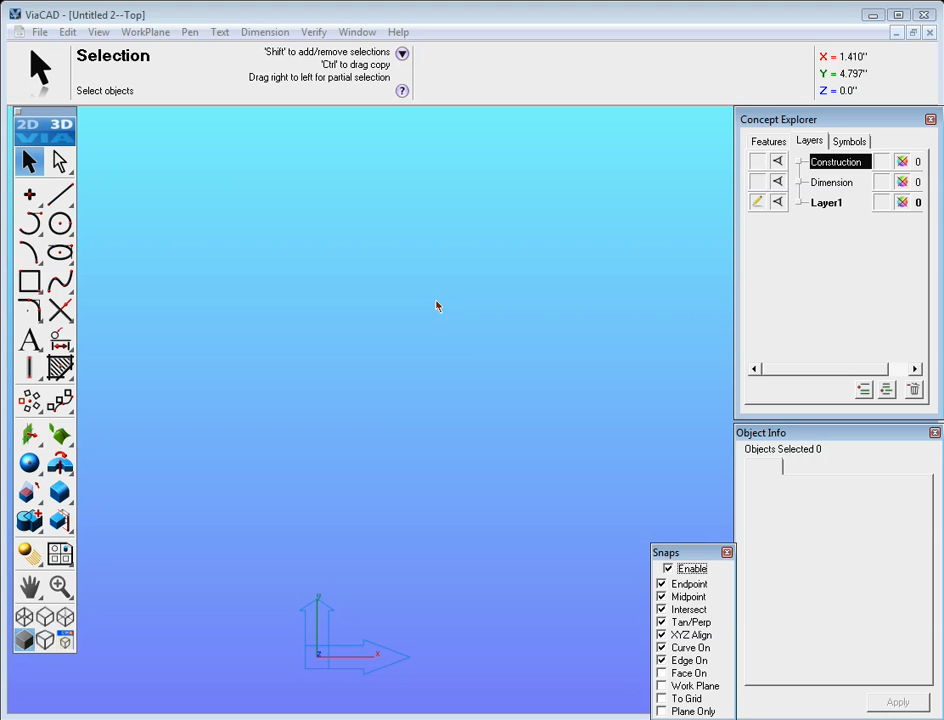 ViaCAD - [Untitled 2--Top]
File Edit View WorkPlane Pen Text Dimension Verify Window Help
Selection
Select objects
'Shift' to add/remove selections
'Ctrl' to drag copy
Drag right to left for partial selection
?
X = 1.410"
Y = 4.797"
Z = 0.0"
2D 3D
VIA
A
Concept Explorer
Features Layers Symbols
Construction 0
Dimension 0
Layer1 0
Object Info
Objects Selected 0
Apply
Snaps
Enable
Endpoint
Midpoint
Intersect
Tan/Perp
XYZ Align
Curve On
Edge On
Face On
Work Plane
To Grid
Plane Only
y
z
x